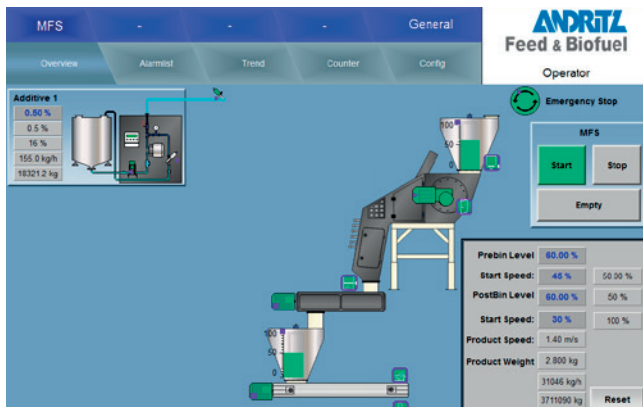 MFS - - - General
ANDRITZ
Feed & Biofuel
Operator
Overview Alarmlist Trend Counter Config
Additive 1
0.50 %
0.5 %
16 %
155.0 kg/h
18321.2 kg
Emergency Stop
MFS
Start Stop
Empty
100
50
0
100
50
0
Prebin Level 60.00 %
Start Speed: 45 % 50.00 %
PostBin Level 60.00 % 50 %
Start Speed: 30 % 100 %
Product Speed: 1.40 m/s
Product Weight 2.800 kg
31046 kg/h
3711090 kg Reset